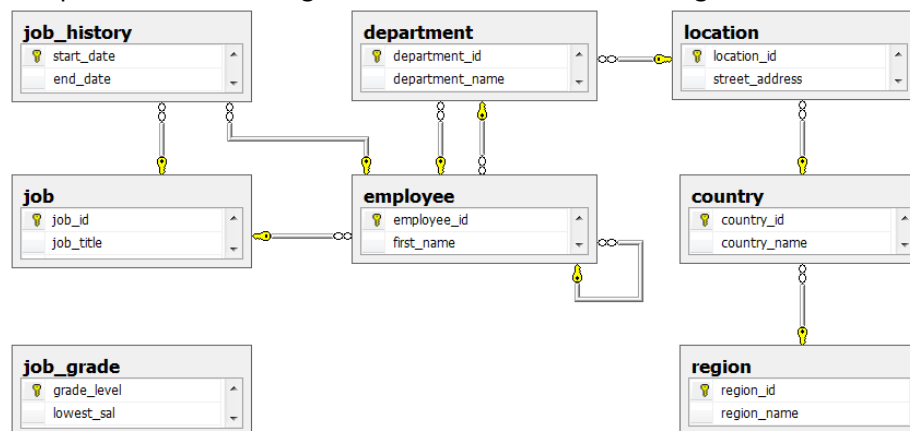 job_history
start_date
end_date
department
department_id
department_name
location
location_id
street_address
job
job_id
job_title
employee
employee_id
first_name
country
country_id
country_name
job_grade
grade_level
lowest_sal
region
region_id
region_name